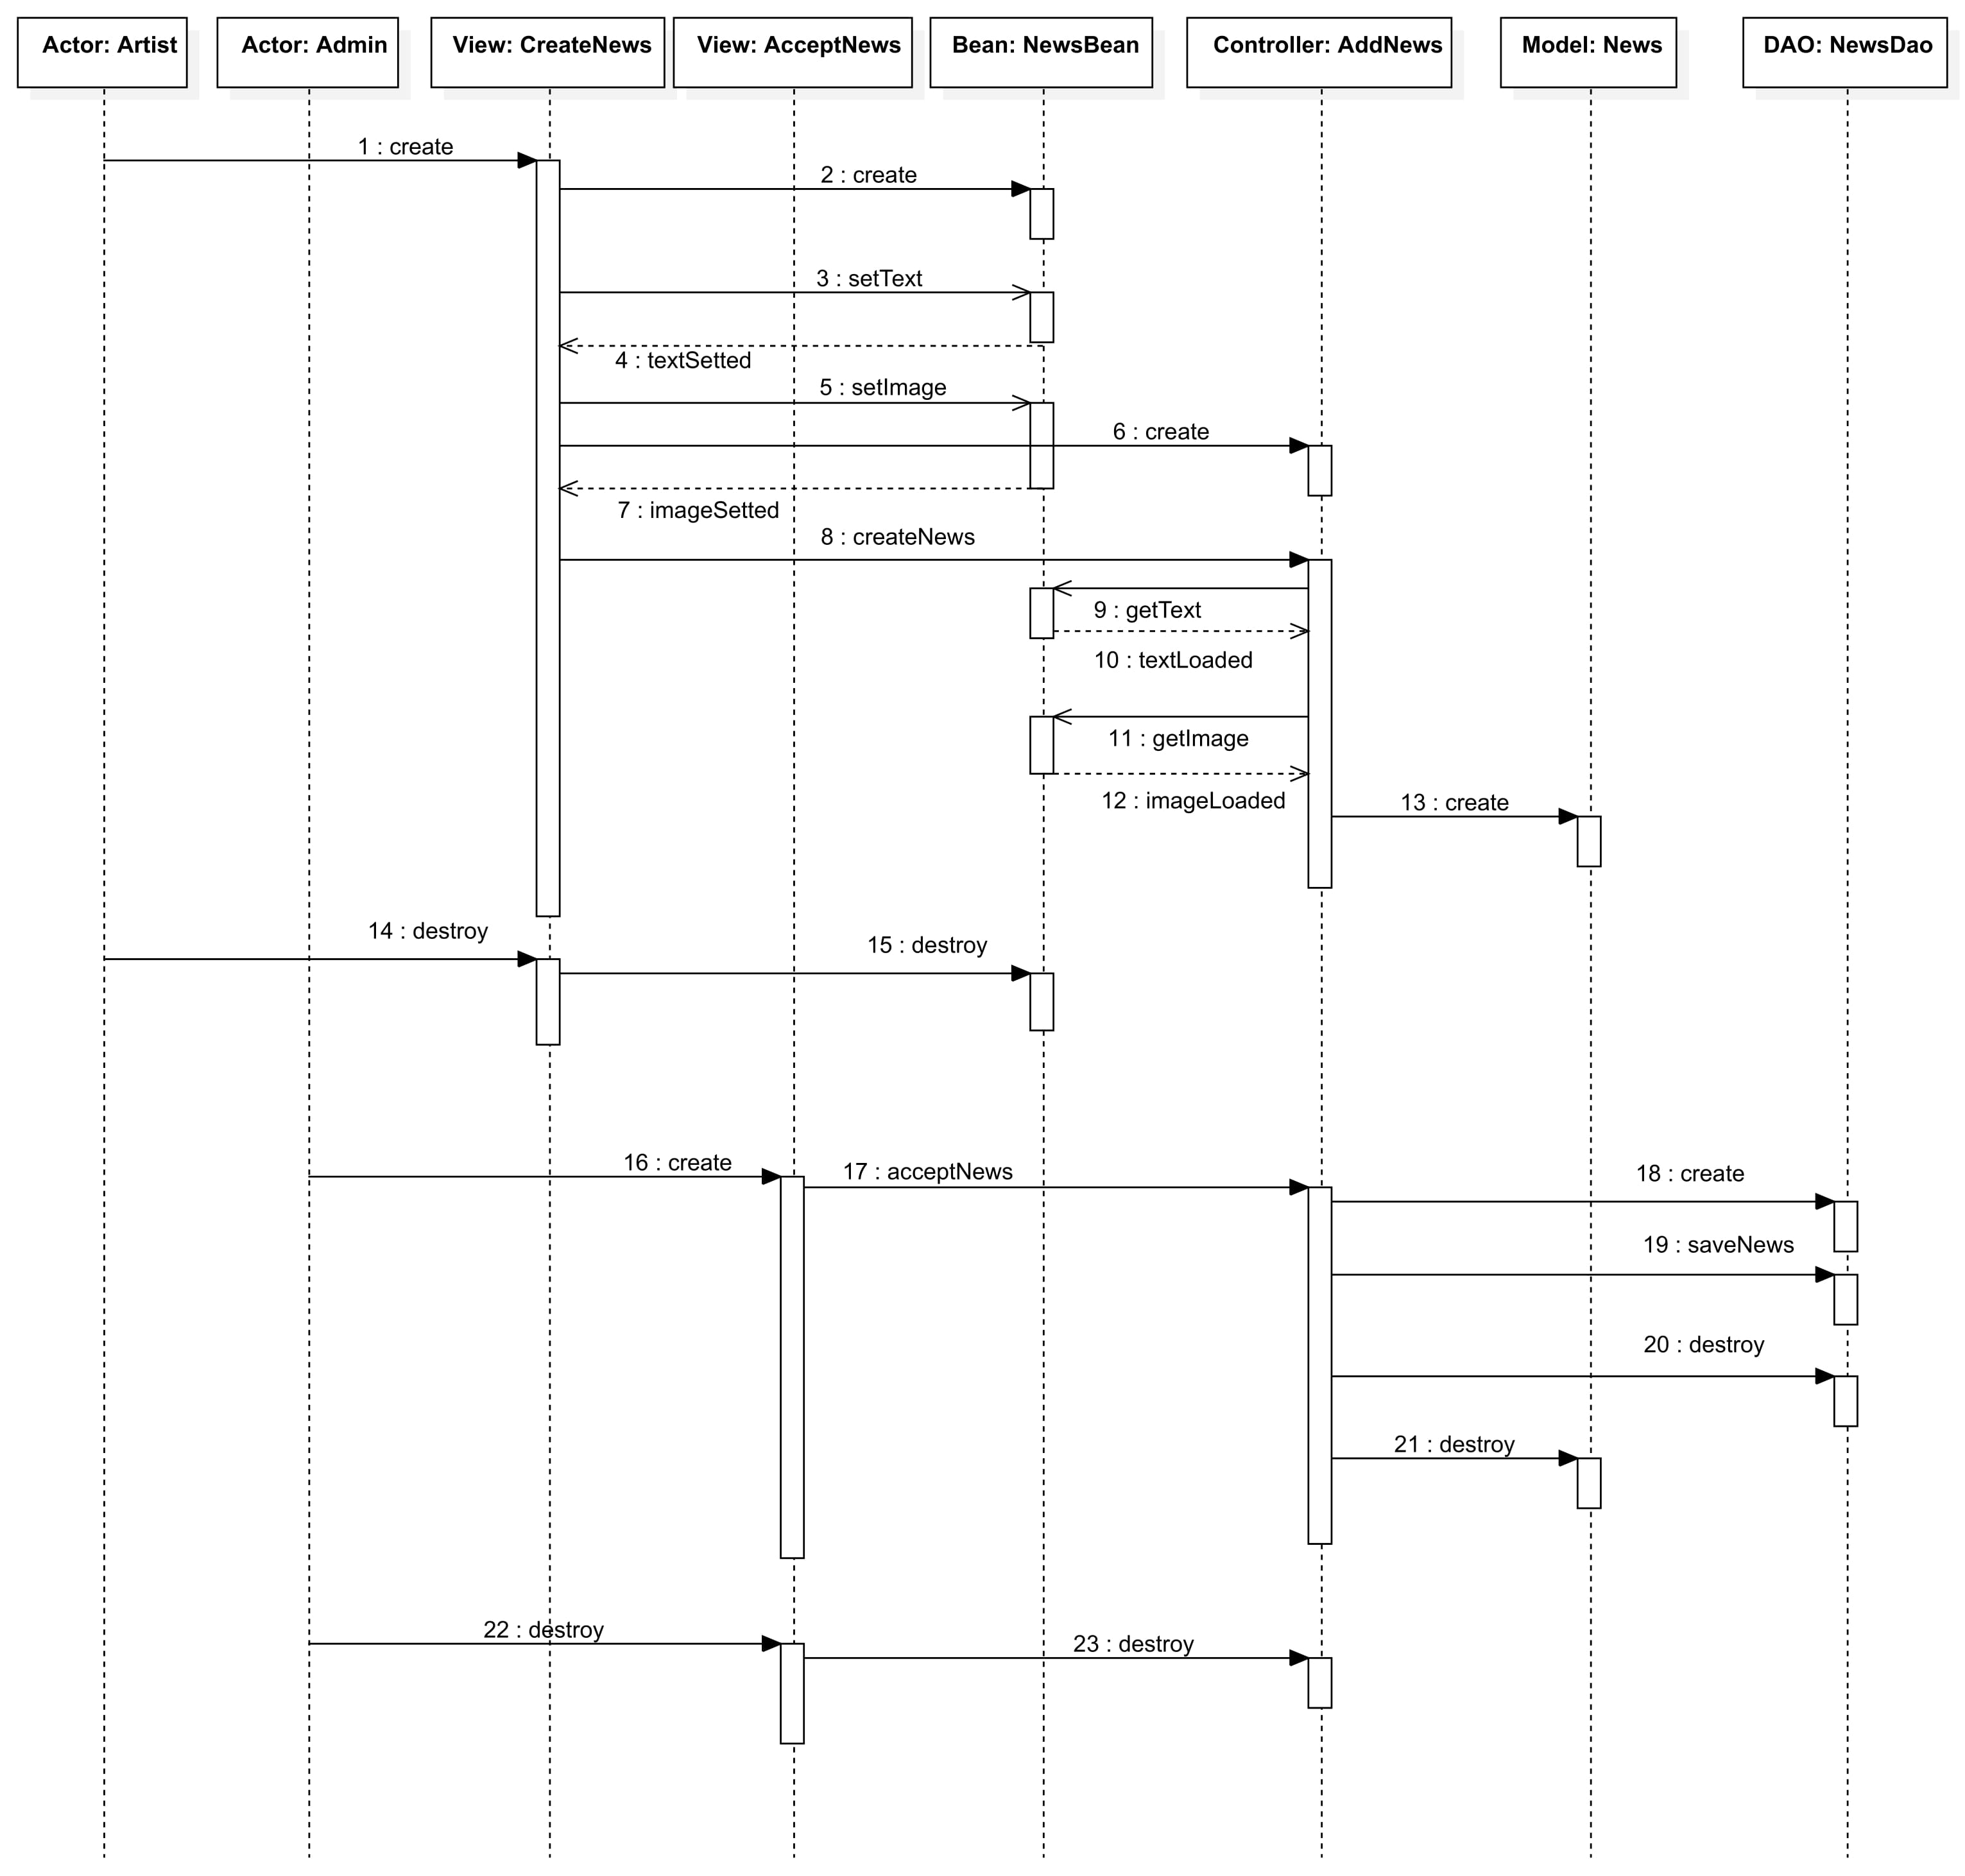 Actor: Artist
Actor: Admin
View: CreateNews
View: AcceptNews
Bean: NewsBean
Controller: AddNews
Model: News
DAO: NewsDao
1 : create
2 : create
3 : setText
4 : textSetted
5 : setImage
6 : create
7 : imageSetted
8 : createNews
9 : getText
10 : textLoaded
11 : getImage
12 : imageLoaded
13 : create
14 : destroy
15 : destroy
16 : create
17 : acceptNews
18 : create
19 : saveNews
20 : destroy
21 : destroy
22 : destroy
23 : destroy